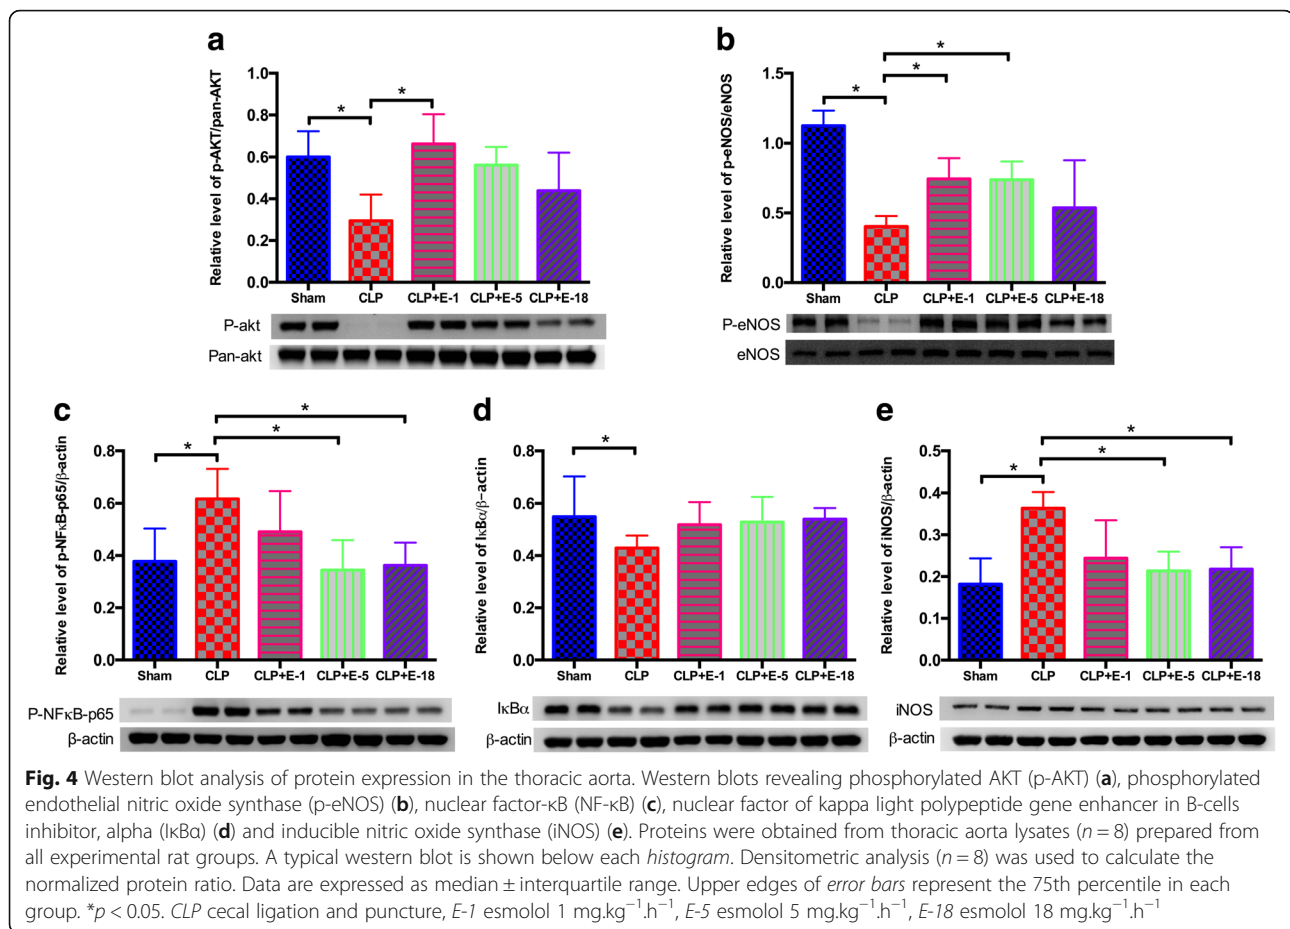 a
Relative level of p-AKT/pan-AKT
1.0
0.8
0.6
0.4
0.2
0.0
*
*
Sham CLP CLP+E-1 CLP+E-5 CLP+E-18
P-akt
Pan-akt
b
Relative level of p-eNOS/eNOS
1.5
1.0
0.5
0.0
*
*
*
Sham CLP CLP+E-1 CLP+E-5 CLP+E-18
P-eNOS
eNOS
c
Relative level of p-NFκB-p65/β-actin
0.8
0.6
0.4
0.2
0.0
*
*
*
Sham CLP CLP+E-1 CLP+E-5 CLP+E-18
P-NFκB-p65
β-actin
d
Relative level of IκBα/β-actin
0.8
0.6
0.4
0.2
0.0
*
Sham CLP CLP+E-1 CLP+E-5 CLP+E-18
IκBα
β-actin
e
Relative level of iNOS/β-actin
0.5
0.4
0.3
0.2
0.1
0.0
*
*
*
Sham CLP CLP+E-1 CLP+E-5 CLP+E-18
iNOS
β-actin
Fig. 4 Western blot analysis of protein expression in the thoracic aorta. Western blots revealing phosphorylated AKT (p-AKT) (a), phosphorylated
endothelial nitric oxide synthase (p-eNOS) (b), nuclear factor-κB (NF-κB) (c), nuclear factor of kappa light polypeptide gene enhancer in B-cells
inhibitor, alpha (IκBα) (d) and inducible nitric oxide synthase (iNOS) (e). Proteins were obtained from thoracic aorta lysates (n = 8) prepared from
all experimental rat groups. A typical western blot is shown below each histogram. Densitometric analysis (n = 8) was used to calculate the
normalized protein ratio. Data are expressed as median ± interquartile range. Upper edges of error bars represent the 75th percentile in each
group. *p < 0.05. CLP cecal ligation and puncture, E-1 esmolol 1 mg.kg⁻¹.h⁻¹, E-5 esmolol 5 mg.kg⁻¹.h⁻¹, E-18 esmolol 18 mg.kg⁻¹.h⁻¹